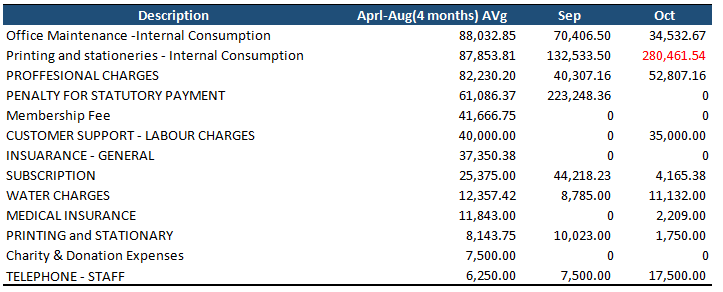 Description Aprl-Aug(4 months) AVg Sep Oct
Office Maintenance -Internal Consumption 88,032.85 70,406.50 34,532.67
Printing and stationeries - Internal Consumption 87,853.81 132,533.50 280,461.54
PROFFESIONAL CHARGES 82,230.20 40,307.16 52,807.16
PENALTY FOR STATUTORY PAYMENT 61,086.37 223,248.36 0
Membership Fee 41,666.75 0 0
CUSTOMER SUPPORT - LABOUR CHARGES 40,000.00 0 35,000.00
INSUARANCE - GENERAL 37,350.38 0 0
SUBSCRIPTION 25,375.00 44,218.23 4,165.38
WATER CHARGES 12,357.42 8,785.00 11,132.00
MEDICAL INSURANCE 11,843.00 0 2,209.00
PRINTING and STATIONARY 8,143.75 10,023.00 1,750.00
Charity & Donation Expenses 7,500.00 0 0
TELEPHONE - STAFF 6,250.00 7,500.00 17,500.00